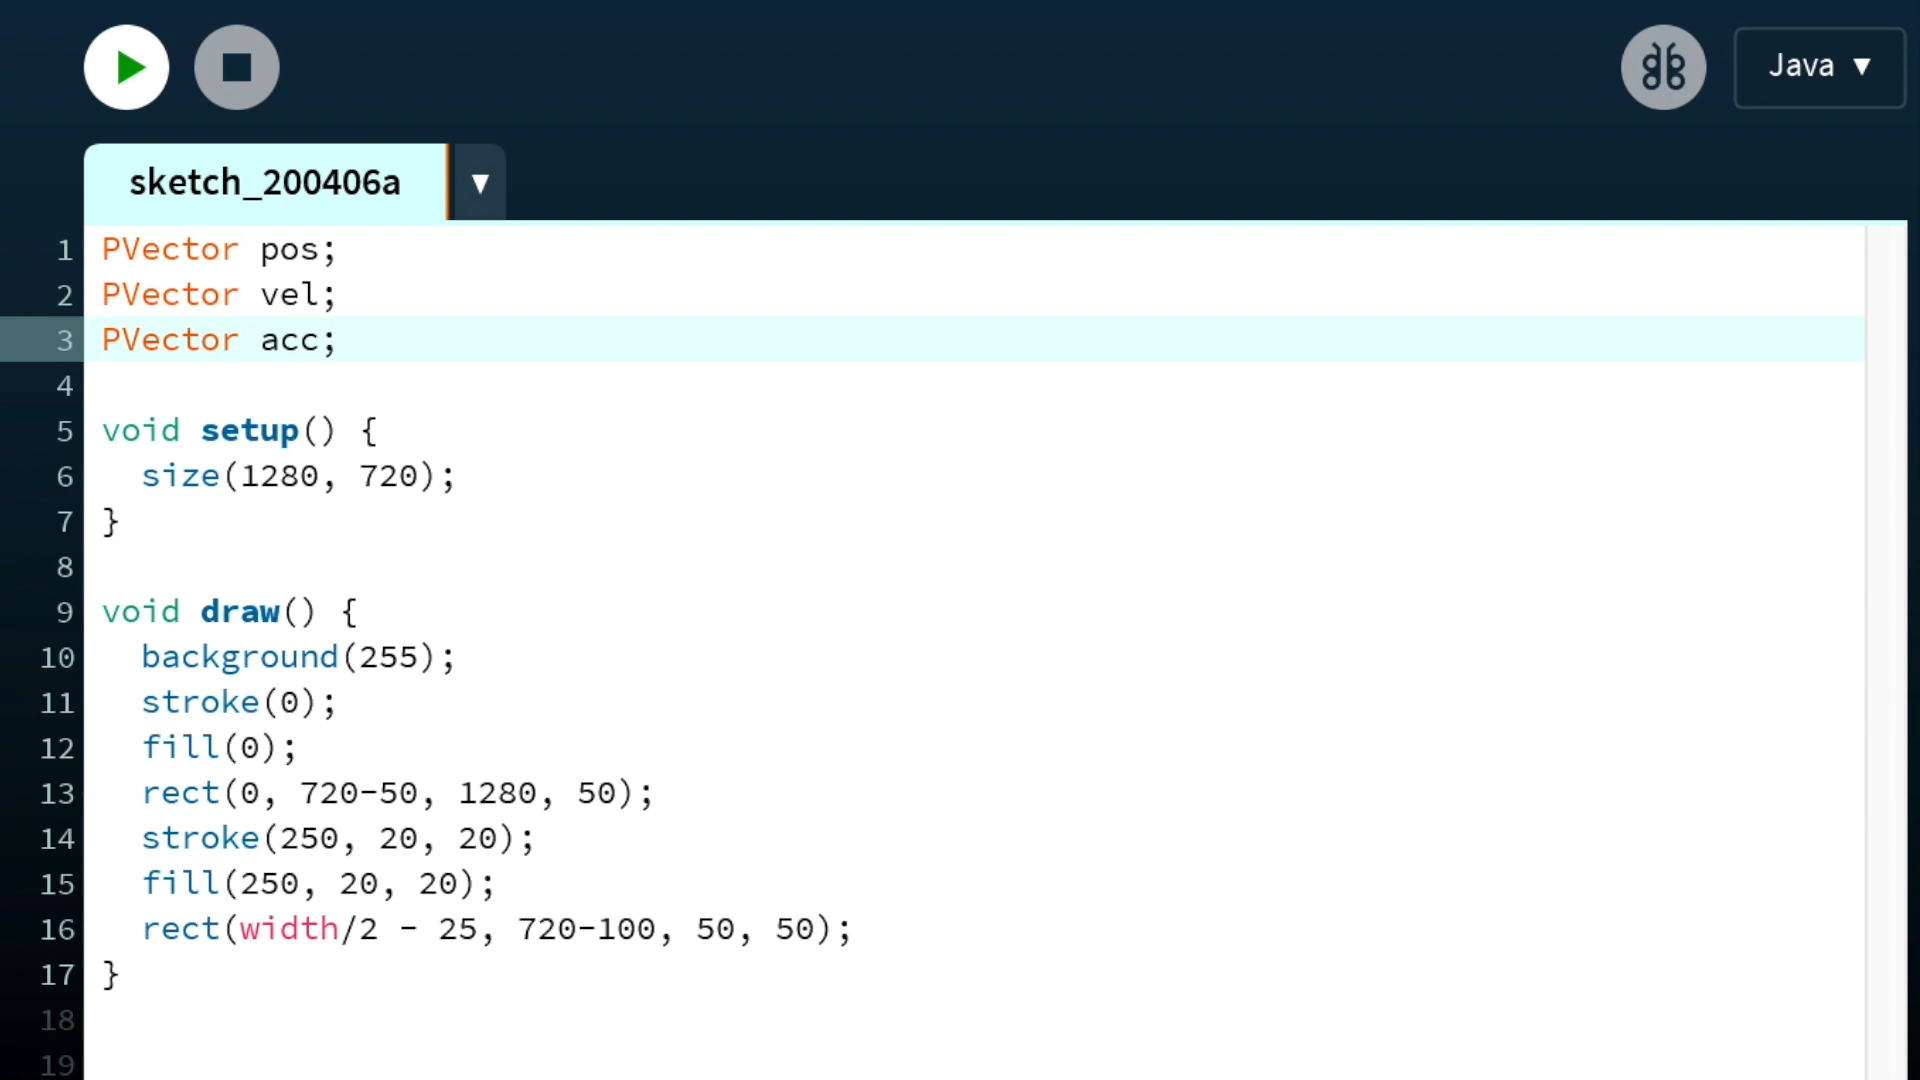 Java ▼
sketch_200406a ▼
1 PVector pos;
2 PVector vel;
3 PVector acc;
4
5 void setup() {
6   size(1280, 720);
7 }
8
9 void draw() {
10   background(255);
11   stroke(0);
12   fill(0);
13   rect(0, 720-50, 1280, 50);
14   stroke(250, 20, 20);
15   fill(250, 20, 20);
16   rect(width/2 - 25, 720-100, 50, 50);
17 }
18
19